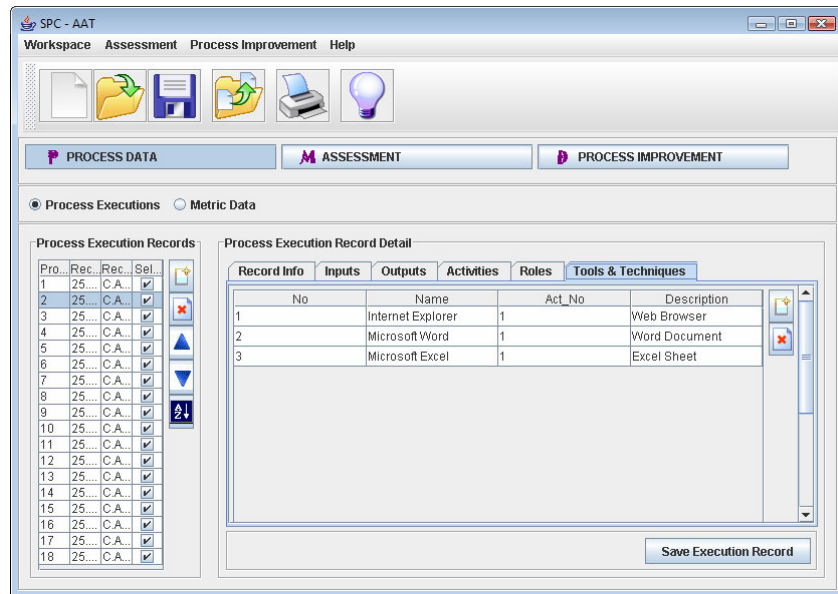 SPC - AAT
Workspace Assessment Process Improvement Help
P PROCESS DATA M ASSESSMENT PROCESS IMPROVEMENT
Process Executions Metric Data
Process Execution Records
Pro... Rec... Rec... Sel...
1 25.... C.A...
2 25.... C.A...
3 25.... C.A...
4 25.... C.A...
5 25.... C.A...
6 25.... C.A...
7 25.... C.A...
8 25.... C.A...
9 25.... C.A...
10 25.... C.A...
11 25.... C.A...
12 25.... C.A...
13 25.... C.A...
14 25.... C.A...
15 25.... C.A...
16 25.... C.A...
17 25.... C.A...
18 25.... C.A...
A
Z
Process Execution Record Detail
Record Info Inputs Outputs Activities Roles Tools & Techniques
No Name Act_No Description
1 Internet Explorer 1 Web Browser
2 Microsoft Word 1 Word Document
3 Microsoft Excel 1 Excel Sheet
Save Execution Record